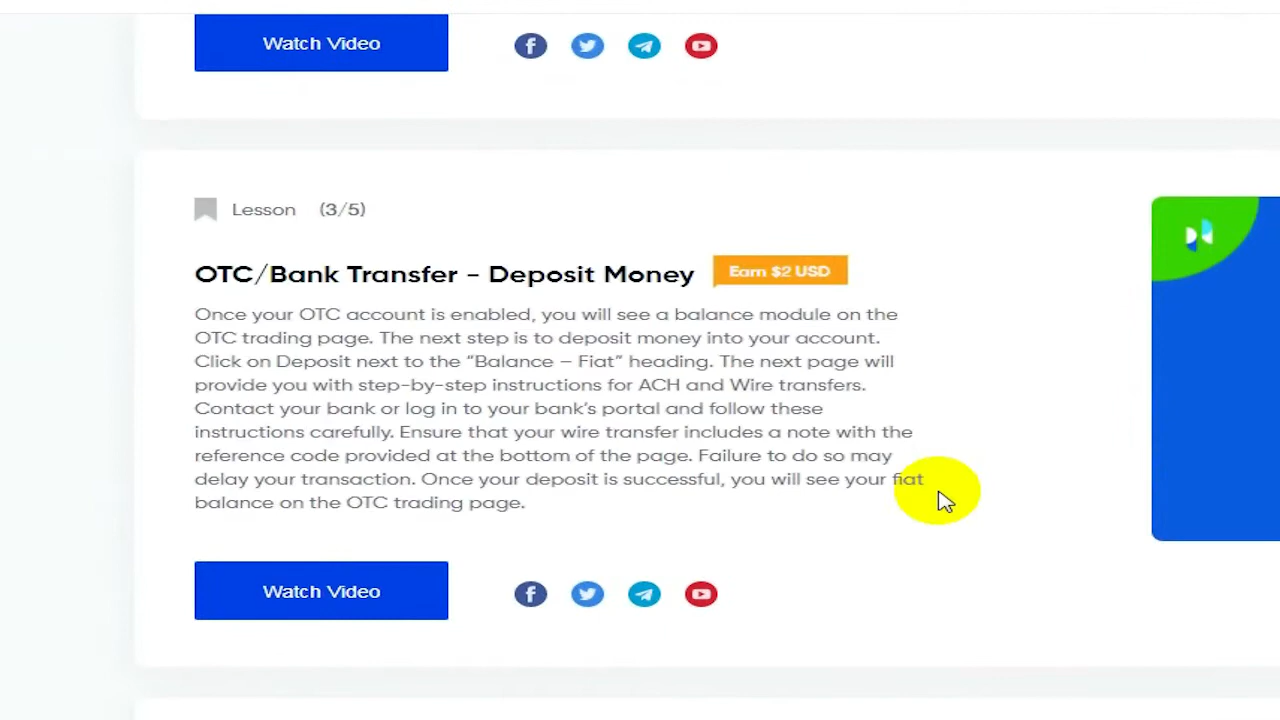 Watch Video
Lesson (3/5)
OTC/Bank Transfer – Deposit Money
Earn $2 USD
Once your OTC account is enabled, you will see a balance module on the
OTC trading page. The next step is to deposit money into your account.
Click on Deposit next to the “Balance – Fiat” heading. The next page will
provide you with step-by-step instructions for ACH and Wire transfers.
Contact your bank or log in to your bank’s portal and follow these
instructions carefully. Ensure that your wire transfer includes a note with the
reference code provided at the bottom of the page. Failure to do so may
delay your transaction. Once your deposit is successful, you will see your fiat
balance on the OTC trading page.
Watch Video